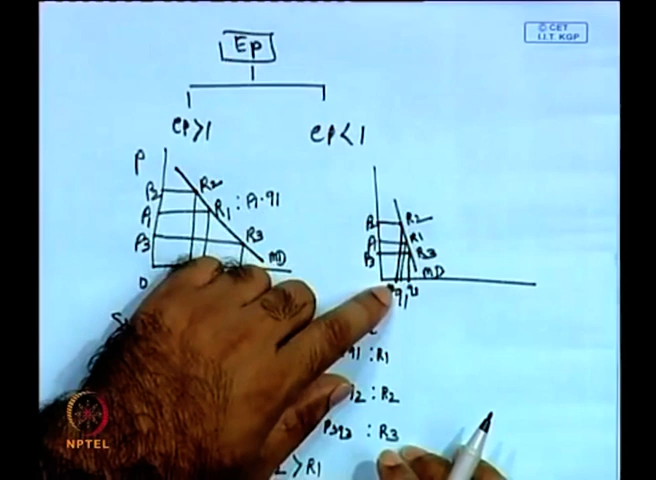 © CET
I.I.T. KGP
Ep
ep>1
ep<1
P
P2
R2
P1
R1 : P1.q1
P3
R3
MD
0
P2
R2
P1
R1
P3
R3
MD
q1 q3
q1 : R1
q2 : R2
P3q3 : R3
> R1
NPTEL